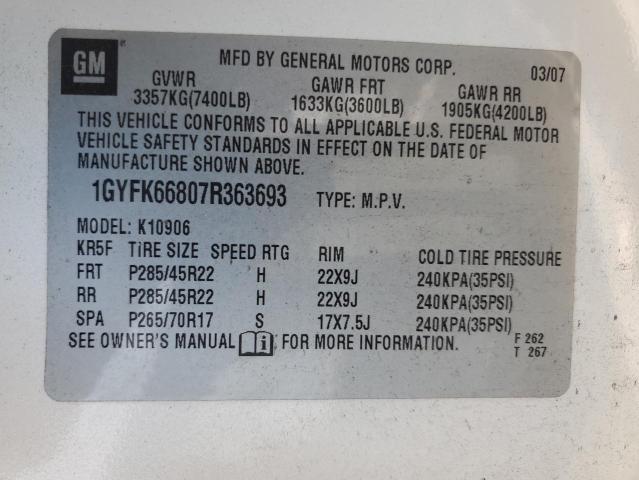 GM
MFD BY GENERAL MOTORS CORP. 03/07
GVWR GAWR FRT GAWR RR
3357KG(7400LB) 1633KG(3600LB) 1905KG(4200LB)
THIS VEHICLE CONFORMS TO ALL APPLICABLE U.S. FEDERAL MOTOR
VEHICLE SAFETY STANDARDS IN EFFECT ON THE DATE OF
MANUFACTURE SHOWN ABOVE.
1GYFK66807R363693 TYPE: M.P.V.
MODEL: K10906
KR5F TIRE SIZE SPEED RTG RIM COLD TIRE PRESSURE
FRT P285/45R22 H 22X9J 240KPA(35PSI)
RR P285/45R22 H 22X9J 240KPA(35PSI)
SPA P265/70R17 S 17X7.5J 240KPA(35PSI)
SEE OWNER'S MANUAL FOR MORE INFORMATION. F 262
T 267